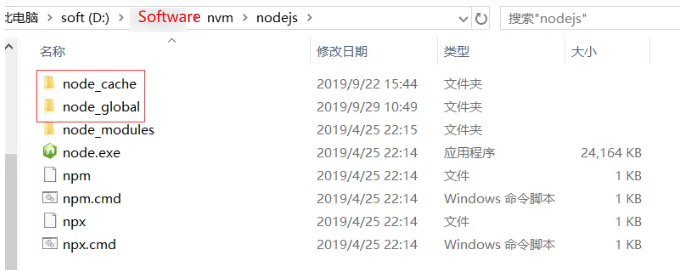 此电脑 › soft (D:) › Software nvm › nodejs › 搜索"nodejs"
名称 修改日期 类型 大小
node_cache 2019/9/22 15:44 文件夹
node_global 2019/9/29 10:49 文件夹
node_modules 2019/4/25 22:15 文件夹
node.exe 2019/4/25 22:14 应用程序 24,164 KB
npm 2019/4/25 22:14 文件 1 KB
npm.cmd 2019/4/25 22:14 Windows 命令脚本 1 KB
npx 2019/4/25 22:14 文件 1 KB
npx.cmd 2019/4/25 22:14 Windows 命令脚本 1 KB